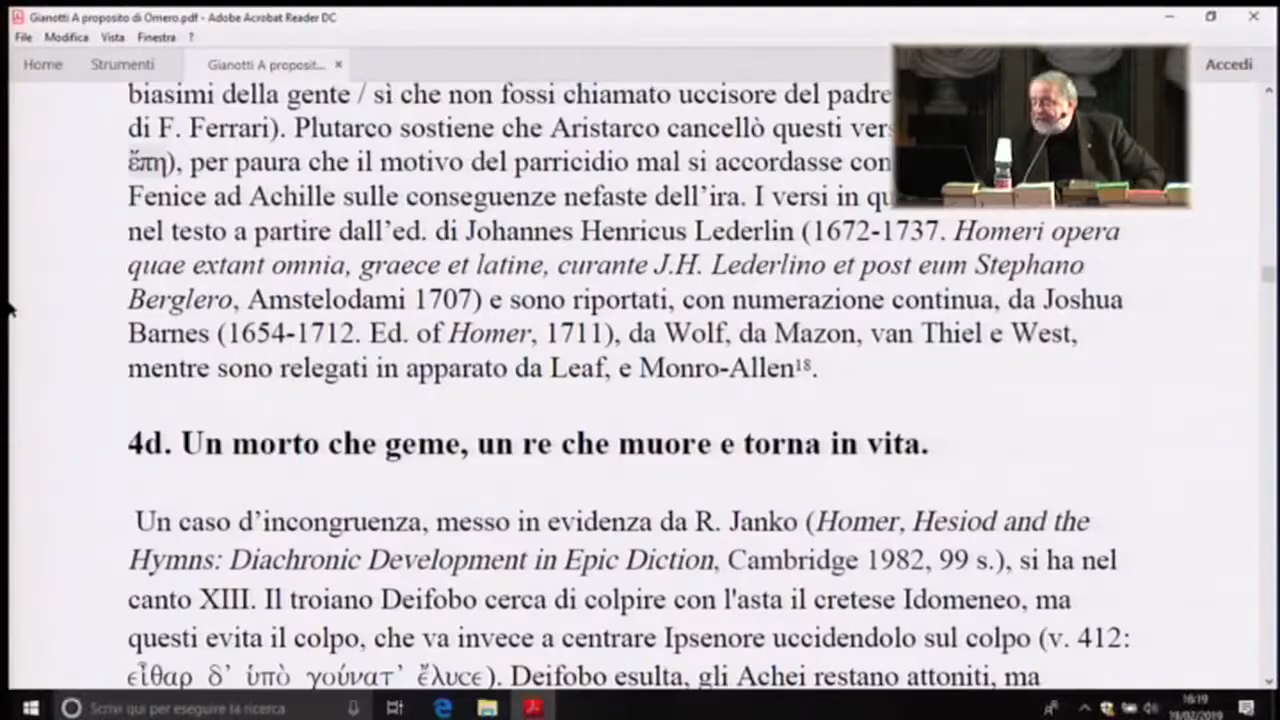 Gianotti A proposito di Omero.pdf - Adobe Acrobat Reader DC
File Modifica Vista Finestra ?
Home Strumenti Gianotti A proposit... × Accedi
biasimi della gente / sì che non fossi chiamato uccisore del padre
di F. Ferrari). Plutarco sostiene che Aristarco cancellò questi ver
ἔπη), per paura che il motivo del parricidio mal si accordasse con
Fenice ad Achille sulle conseguenze nefaste dell'ira. I versi in qu
nel testo a partire dall'ed. di Johannes Henricus Lederlin (1672-1737. Homeri opera
quae extant omnia, graece et latine, curante J.H. Lederlino et post eum Stephano
Berglero, Amstelodami 1707) e sono riportati, con numerazione continua, da Joshua
Barnes (1654-1712. Ed. of Homer, 1711), da Wolf, da Mazon, van Thiel e West,
mentre sono relegati in apparato da Leaf, e Monro-Allen¹⁸.
4d. Un morto che geme, un re che muore e torna in vita.
Un caso d'incongruenza, messo in evidenza da R. Janko (Homer, Hesiod and the
Hymns: Diachronic Development in Epic Diction, Cambridge 1982, 99 s.), si ha nel
canto XIII. Il troiano Deifobo cerca di colpire con l'asta il cretese Idomeneo, ma
questi evita il colpo, che va invece a centrare Ipsenore uccidendolo sul colpo (v. 412:
εἶθαρ δ' ὑπὸ γούνατ' ἔλυϲε). Deifobo esulta, gli Achei restano attoniti, ma
Scrivi qui per eseguire la ricerca
16:19
19/02/2019